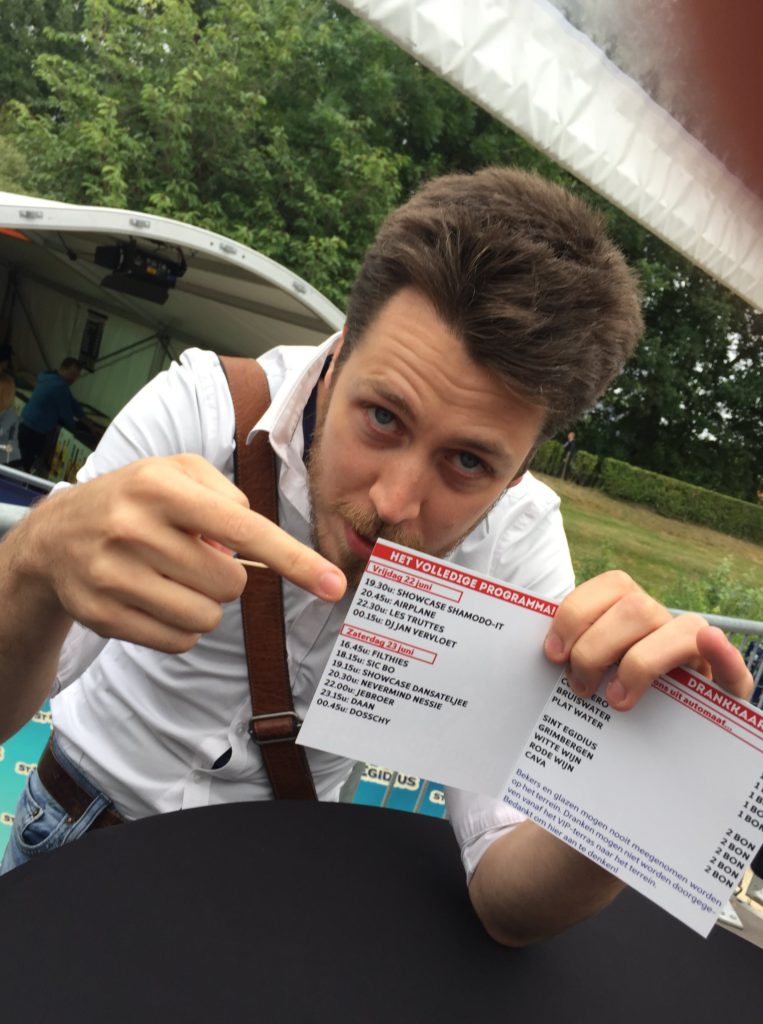 HET VOLLEDIGE PROGRAMMA!
Vrijdag 22 juni
19.30u: SHOWCASE SHAMODO-IT
20.45u: AIRPLANE
22.30u: LES TRUTTES
00.15u: DJ JAN VERVLOET
Zaterdag 23 juni
16.45u: FILTHIES
18.15u: SIC BO
19.15u: SHOWCASE DANSATELJEE
20.30u: NEVERMIND NESSIE
22.00u: JEBROER
23.15u: DAAN
00.45u: DOSSCHY
DRANKKAAR
ons uit automaat...
BRUISWATER
PLAT WATER
1 BON
1 BON
SINT EGIDIUS
GRIMBERGEN
WITTE WIJN
RODE WIJN
CAVA
2 BON
2 BON
2 BON
2 BON
2 BON
Bekers en glazen mogen nooit meegenomen worden
op het terrein. Dranken mogen niet worden doorgege-
ven vanaf het VIP-terras naar het terrein.
Bedankt om hier aan te denken!
EGIDIUS